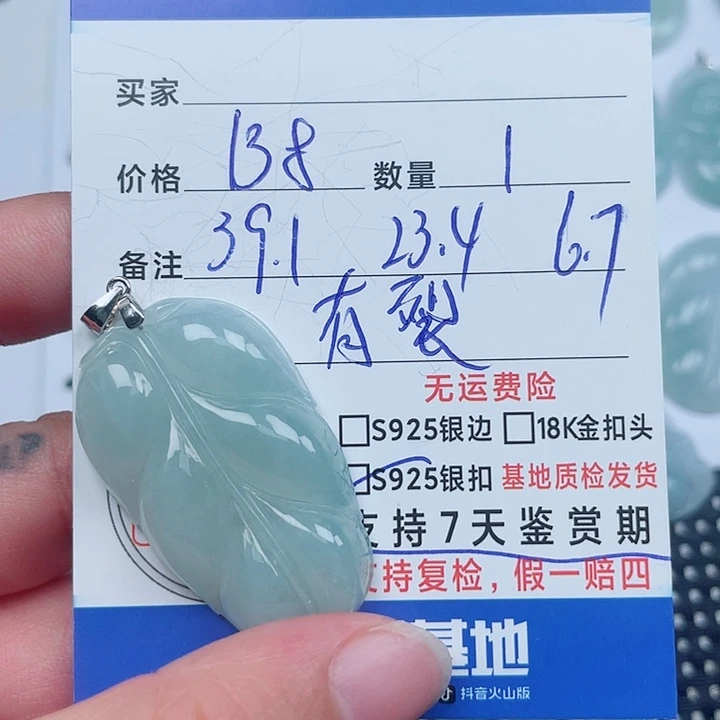 买家
价格 138 数量 1
备注 39.1 23.4 6.7
有裂
无运费险
□S925银边 □18K金扣头
□S925银扣 基地质检发货
支持7天鉴赏期
支持复检，假一赔四
基地
抖音火山版